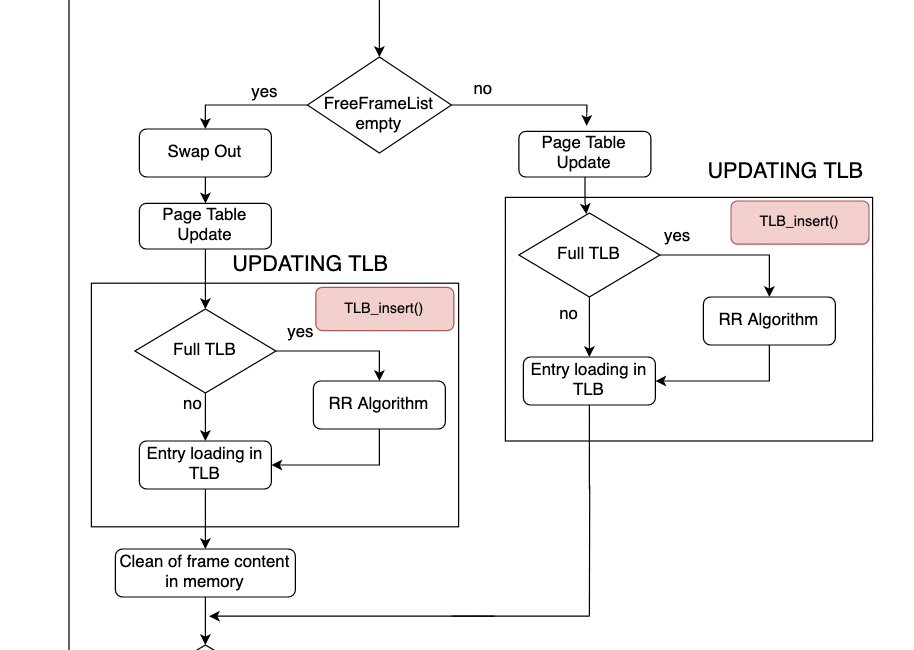 FreeFrameList
empty
yes
no
Swap Out
Page Table
Update
UPDATING TLB
TLB_insert()
Full TLB
yes
no
RR Algorithm
Entry loading in
TLB
Clean of frame content
in memory
Page Table
Update
UPDATING TLB
TLB_insert()
Full TLB
yes
no
RR Algorithm
Entry loading in
TLB